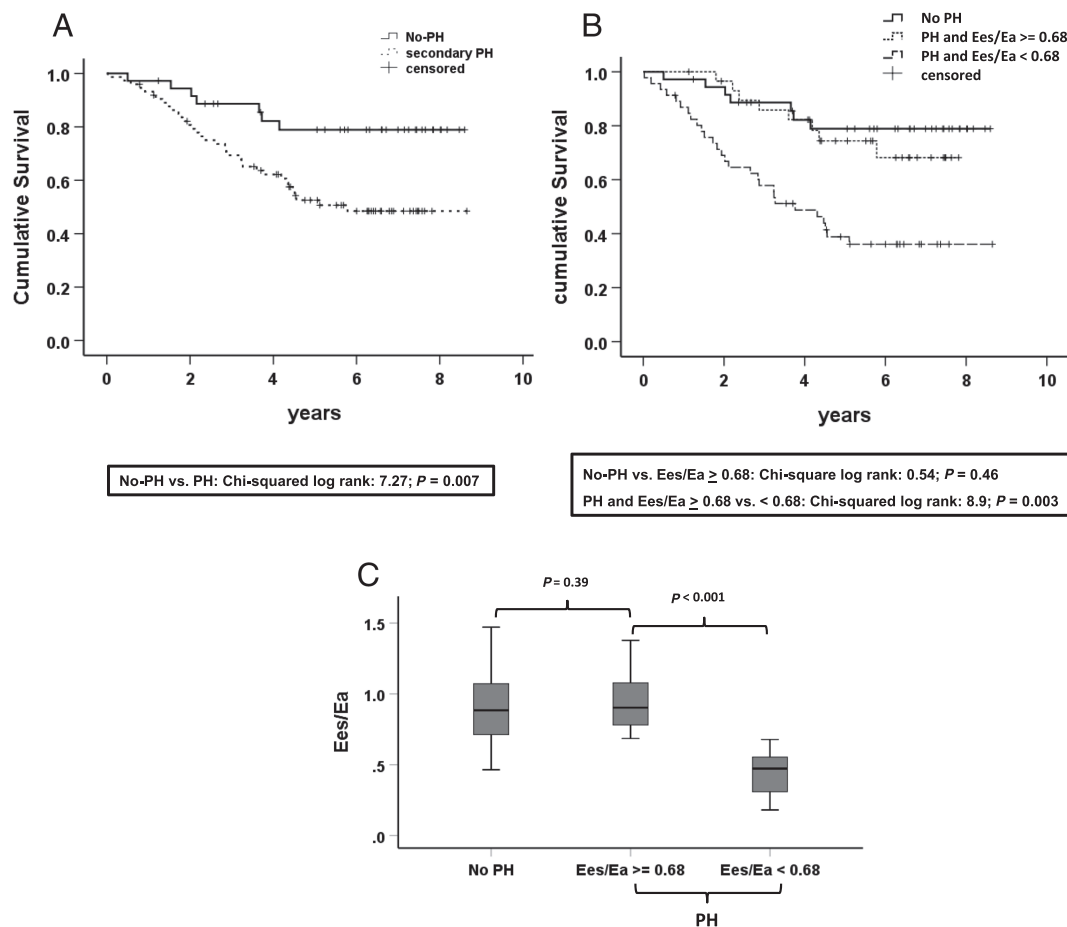 A
No-PH
secondary PH
censored
Cumulative Survival
1.0
0.8
0.6
0.4
0.2
0.0
0 2 4 6 8 10
years
No-PH vs. PH: Chi-squared log rank: 7.27; P = 0.007
B
No PH
PH and Ees/Ea >= 0.68
PH and Ees/Ea < 0.68
censored
cumulative Survival
1.0
0.8
0.6
0.4
0.2
0.0
0 2 4 6 8 10
years
No-PH vs. Ees/Ea ≥ 0.68: Chi-square log rank: 0.54; P = 0.46
PH and Ees/Ea ≥ 0.68 vs. < 0.68: Chi-squared log rank: 8.9; P = 0.003
C
P = 0.39
P < 0.001
Ees/Ea
1.5
1.0
.5
.0
No PH Ees/Ea >= 0.68 Ees/Ea < 0.68
PH